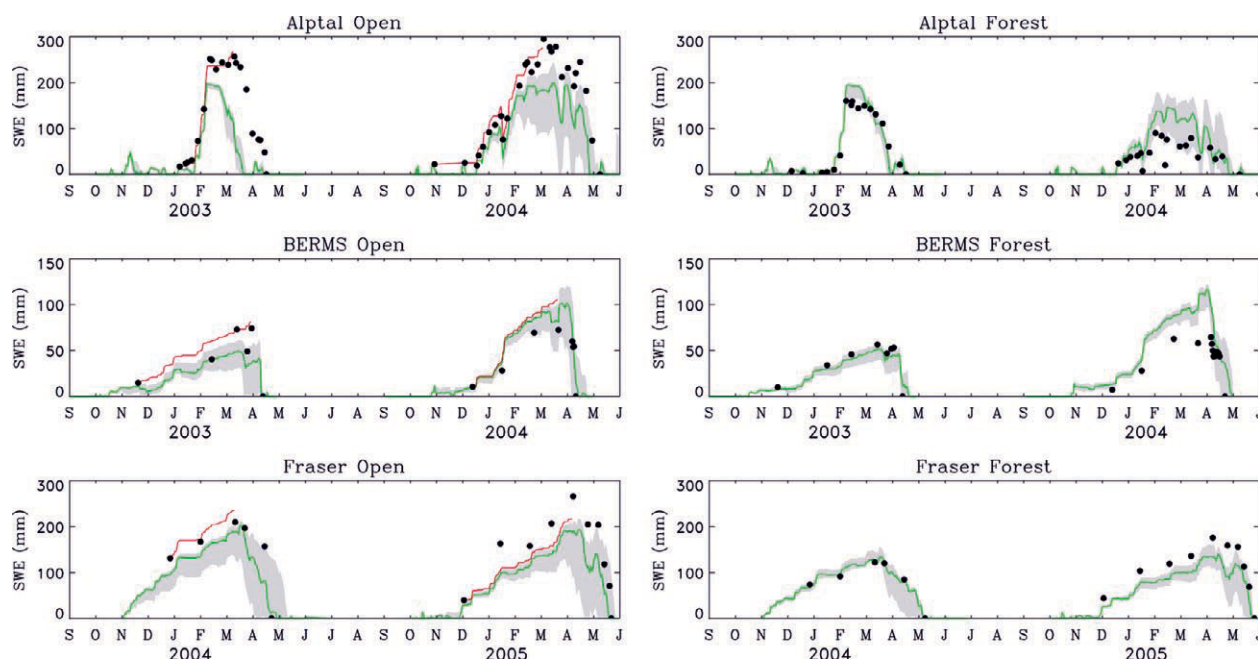 Alptal Open
SWE (mm)
300
200
100
0
S O N D J F M A M J J A S O N D J F M A M J
2003 2004
Alptal Forest
SWE (mm)
300
200
100
0
S O N D J F M A M J J A S O N D J F M A M J
2003 2004
BERMS Open
SWE (mm)
150
100
50
0
S O N D J F M A M J J A S O N D J F M A M J
2003 2004
BERMS Forest
SWE (mm)
150
100
50
0
S O N D J F M A M J J A S O N D J F M A M J
2003 2004
Fraser Open
SWE (mm)
300
200
100
0
S O N D J F M A M J J A S O N D J F M A M J
2004 2005
Fraser Forest
SWE (mm)
300
200
100
0
S O N D J F M A M J J A S O N D J F M A M J
2004 2005